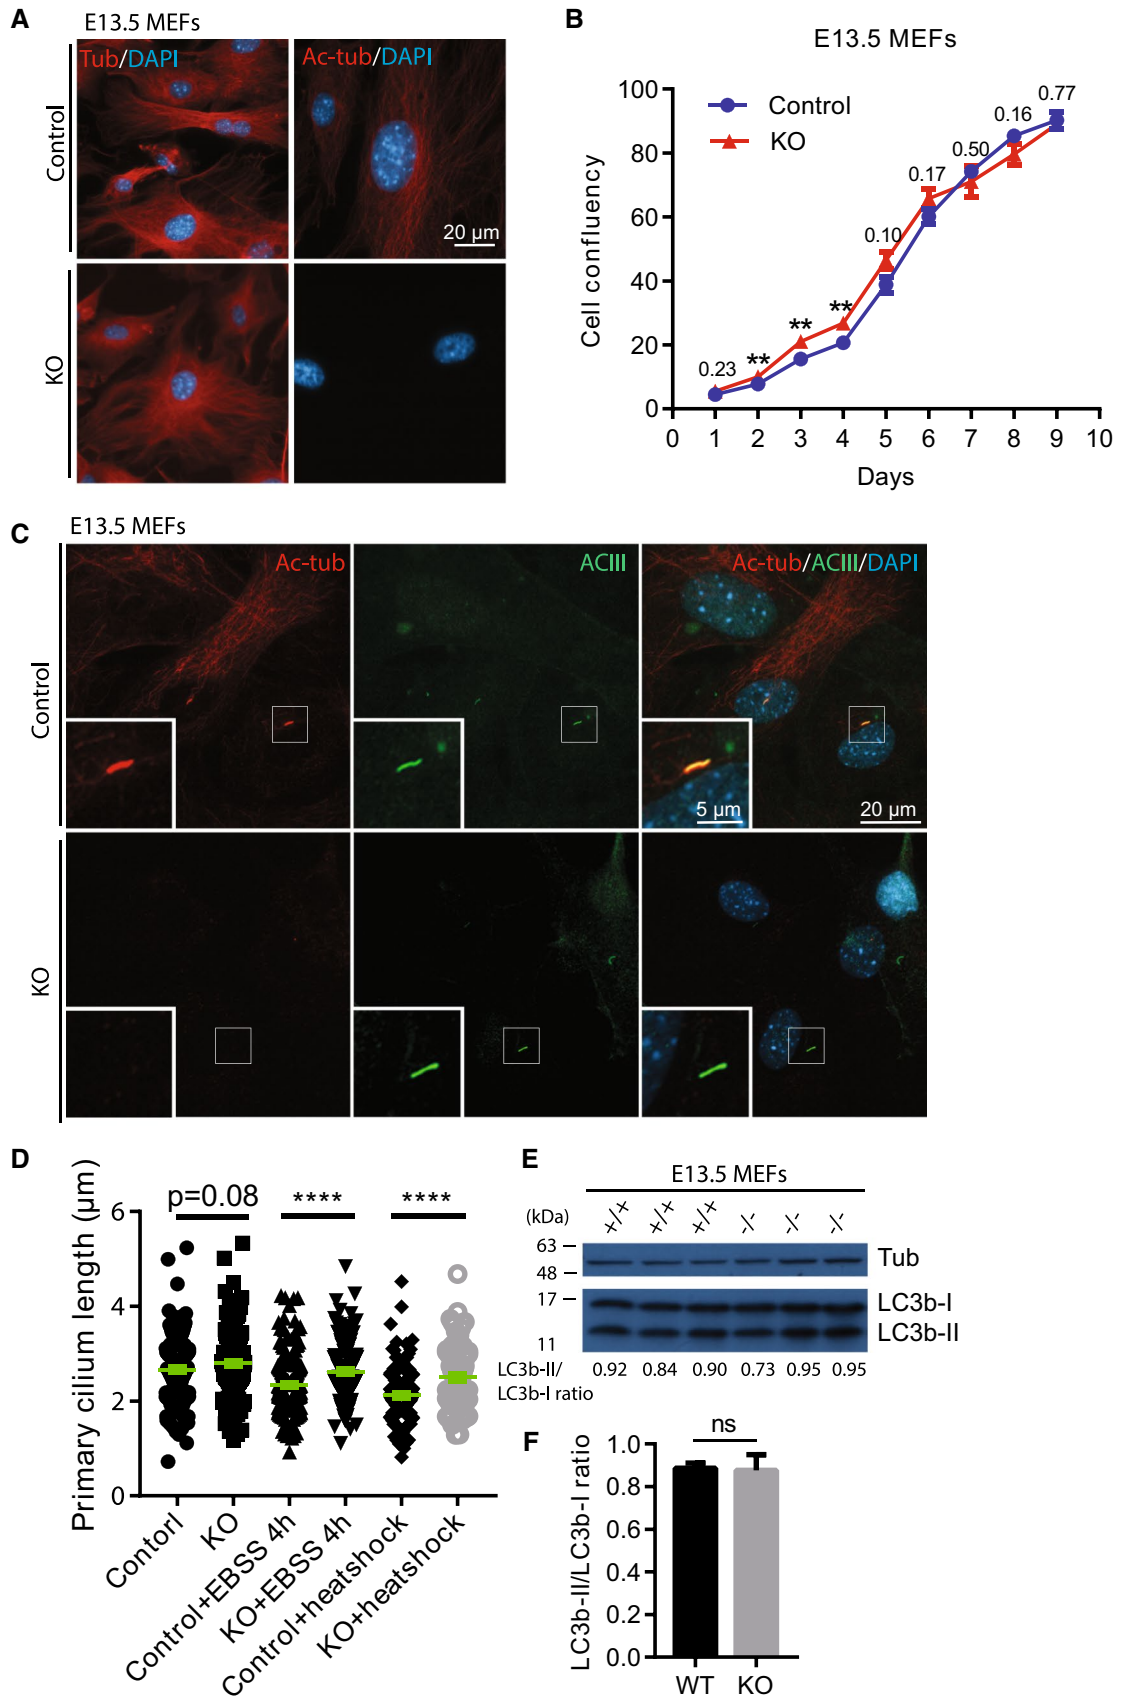 A
E13.5 MEFs
Control
Tub/DAPI
Ac-tub/DAPI
20 µm
KO
B
E13.5 MEFs
Cell confluency
100
80
60
40
20
0
Control
KO
0.23
**
**
**
0.10
0.17
0.50
0.16
0.77
0 1 2 3 4 5 6 7 8 9 10
Days
C
E13.5 MEFs
Control
Ac-tub
ACIII
Ac-tub/ACIII/DAPI
5 µm
20 µm
KO
D
Primary cilium length (µm)
6
4
2
0
p=0.08
****
****
Contorl
KO
Control+EBSS 4h
KO+EBSS 4h
Control+heatshock
KO+heatshock
E
E13.5 MEFs
(kDa)
+/+ +/+ +/+ -/- -/- -/-
63
48
Tub
17
11
LC3b-I
LC3b-II
LC3b-II/
LC3b-I ratio
0.92 0.84 0.90 0.73 0.95 0.95
F
LC3b-II/LC3b-I ratio
1.0
0.8
0.6
0.4
0.2
0.0
ns
WT
KO